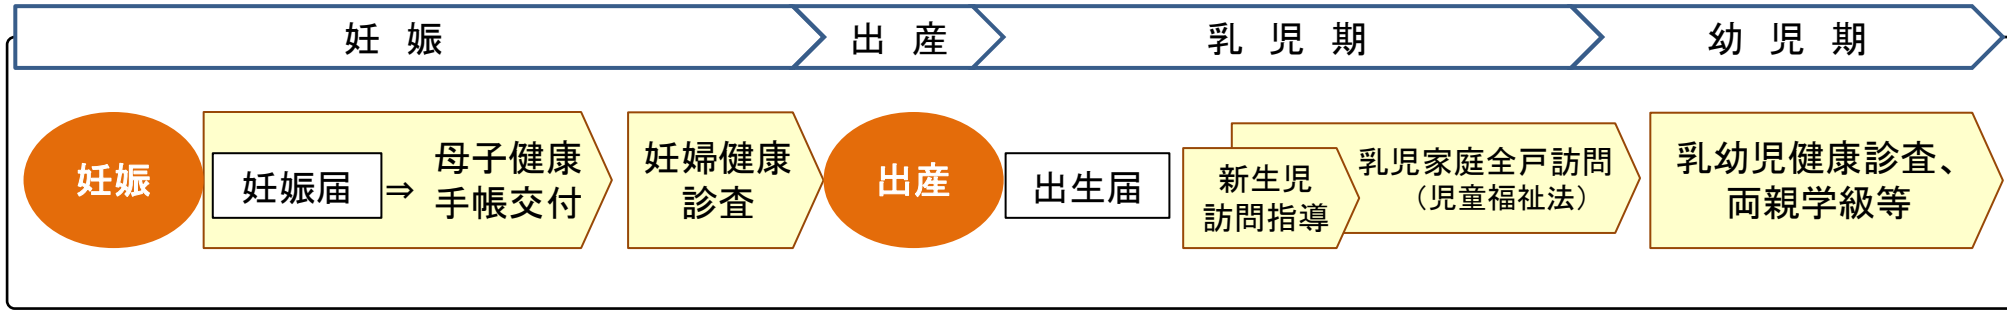 妊 娠
出 産
乳 児 期
幼 児 期
妊娠
妊娠届
⇒
母子健康
手帳交付
妊婦健康
診査
出産
出生届
新生児
訪問指導
乳児家庭全戸訪問
（児童福祉法）
乳幼児健康診査、
両親学級等